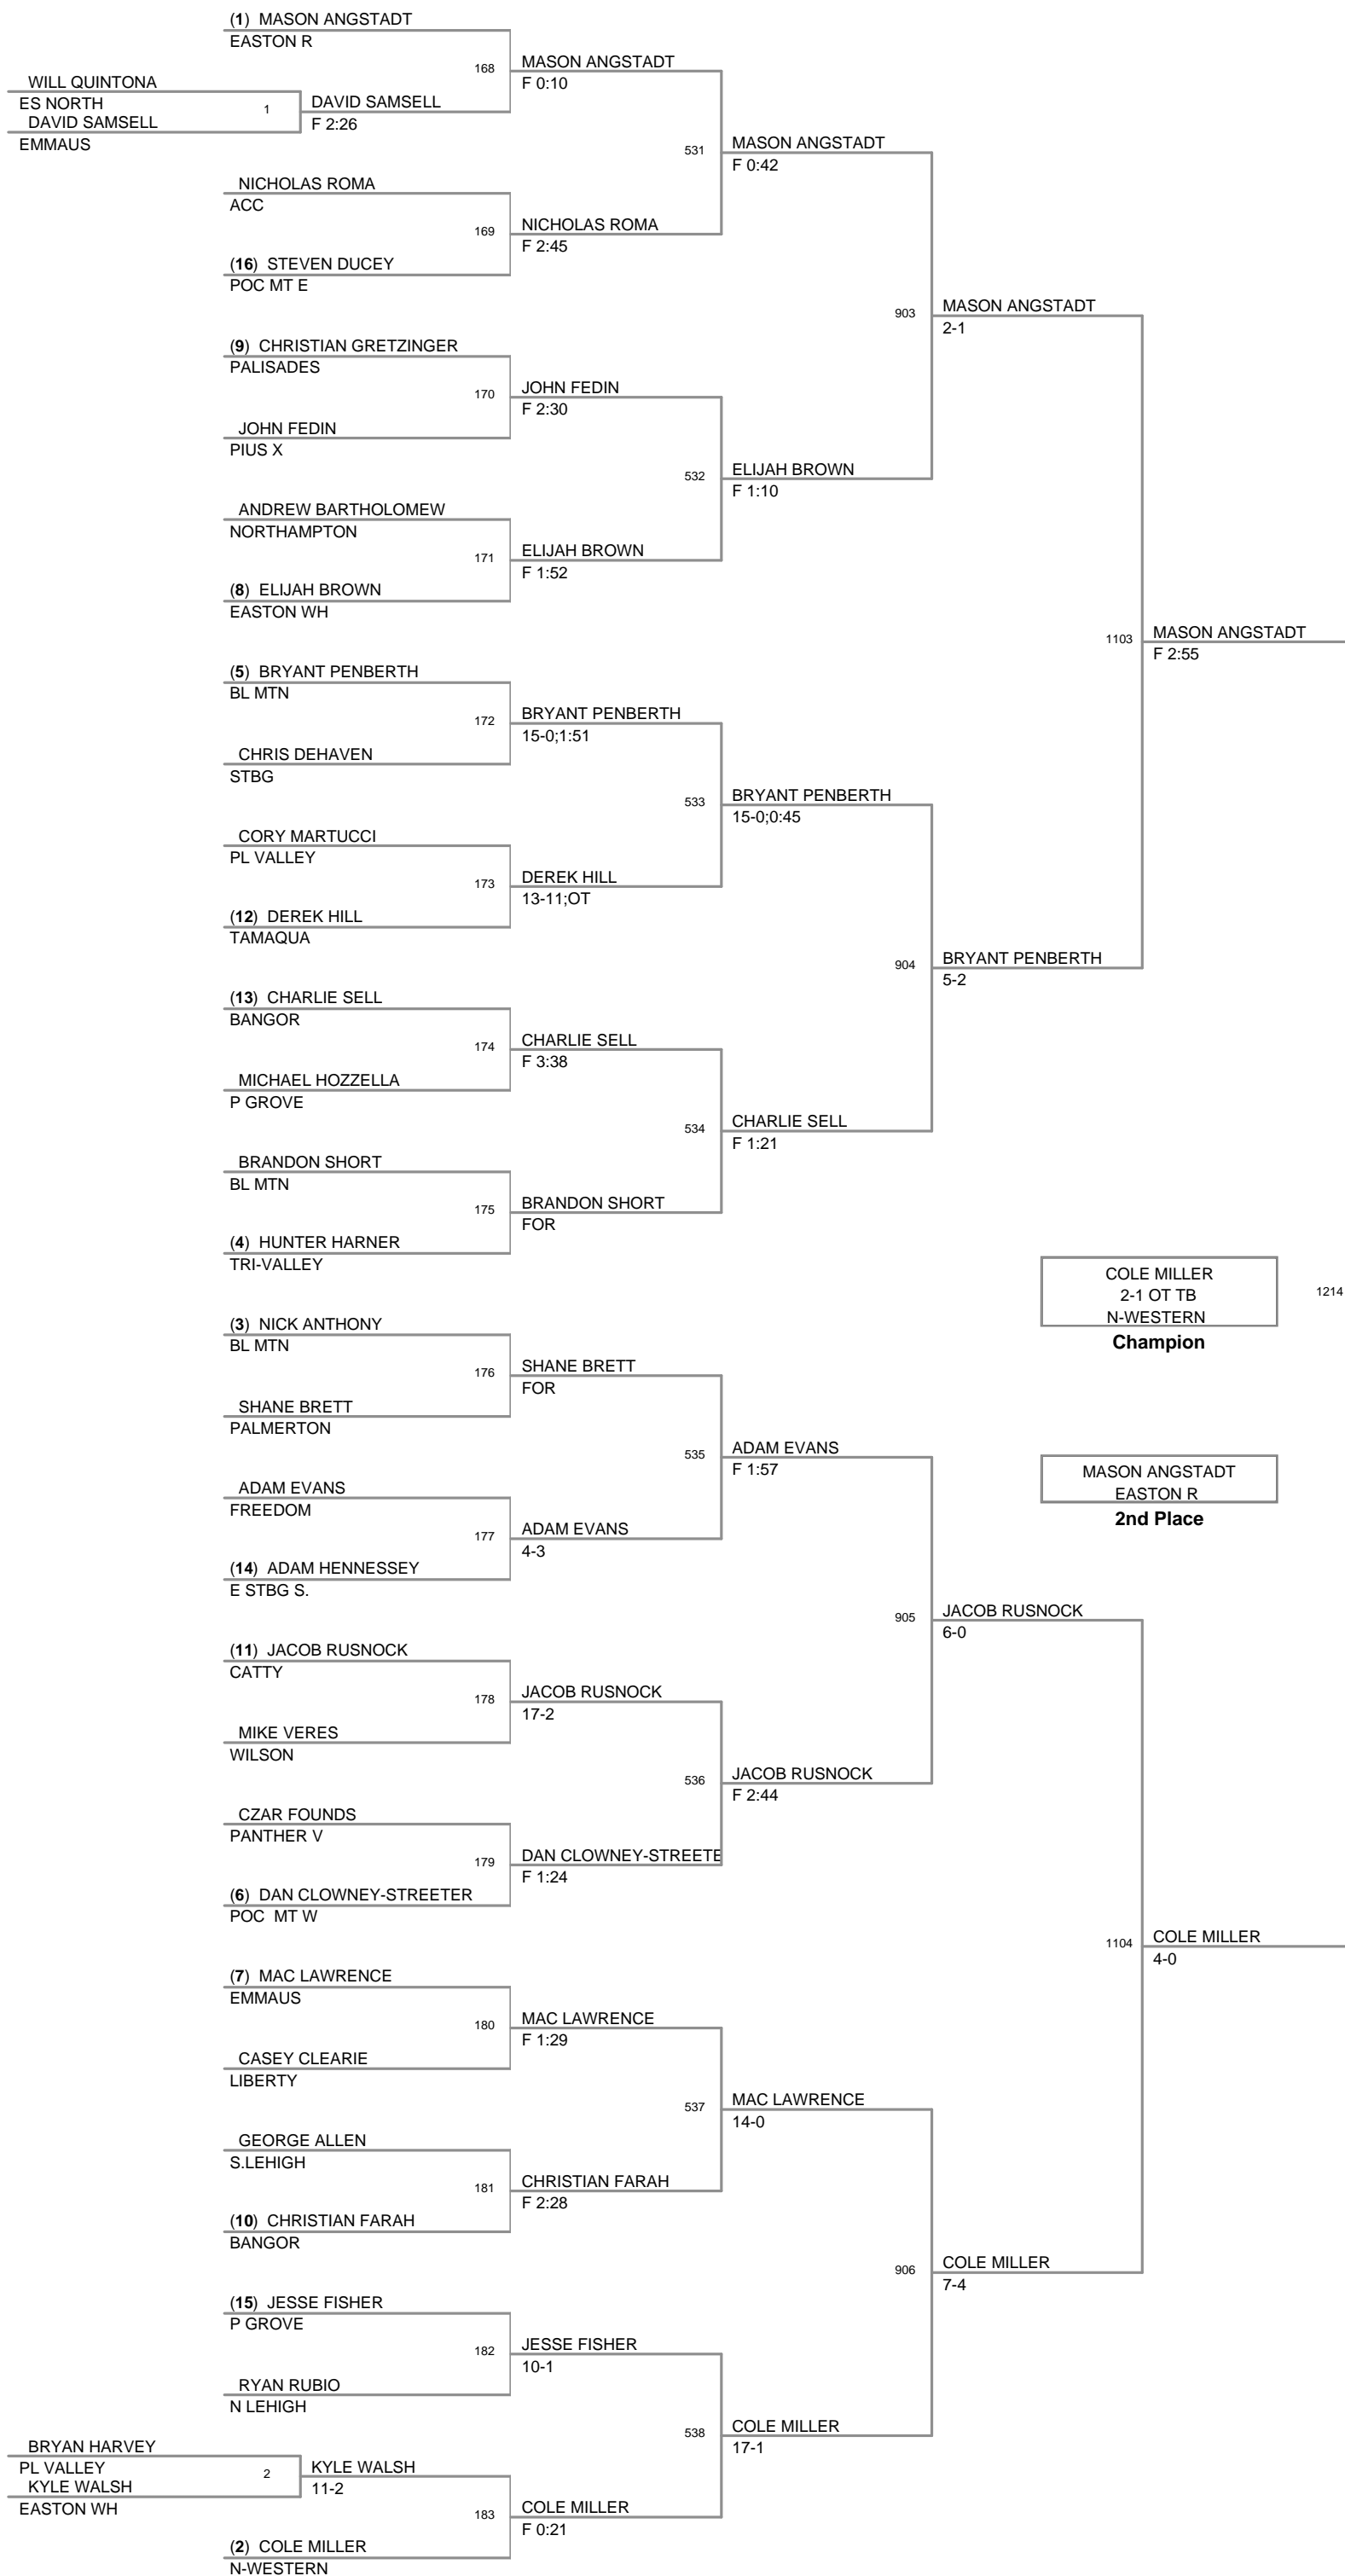 (1) MASON ANGSTADT
EASTON R
168
MASON ANGSTADT
F 0:10
WILL QUINTONA
ES NORTH
1
DAVID SAMSELL
F 2:26
DAVID SAMSELL
EMMAUS
531
MASON ANGSTADT
F 0:42
NICHOLAS ROMA
ACC
169
NICHOLAS ROMA
F 2:45
(16) STEVEN DUCEY
POC MT E
903
MASON ANGSTADT
2-1
(9) CHRISTIAN GRETZINGER
PALISADES
170
JOHN FEDIN
F 2:30
JOHN FEDIN
PIUS X
532
ELIJAH BROWN
F 1:10
ANDREW BARTHOLOMEW
NORTHAMPTON
171
ELIJAH BROWN
F 1:52
(8) ELIJAH BROWN
EASTON WH
1103
MASON ANGSTADT
F 2:55
(5) BRYANT PENBERTH
BL MTN
172
BRYANT PENBERTH
15-0;1:51
CHRIS DEHAVEN
STBG
533
BRYANT PENBERTH
15-0;0:45
CORY MARTUCCI
PL VALLEY
173
DEREK HILL
13-11;OT
(12) DEREK HILL
TAMAQUA
904
BRYANT PENBERTH
5-2
(13) CHARLIE SELL
BANGOR
174
CHARLIE SELL
F 3:38
MICHAEL HOZZELLA
P GROVE
534
CHARLIE SELL
F 1:21
BRANDON SHORT
BL MTN
175
BRANDON SHORT
FOR
(4) HUNTER HARNER
TRI-VALLEY
COLE MILLER
2-1 OT TB
N-WESTERN
Champion
1214
(3) NICK ANTHONY
BL MTN
176
SHANE BRETT
FOR
SHANE BRETT
PALMERTON
535
ADAM EVANS
F 1:57
MASON ANGSTADT
EASTON R
2nd Place
ADAM EVANS
FREEDOM
177
ADAM EVANS
4-3
(14) ADAM HENNESSEY
E STBG S.
905
JACOB RUSNOCK
6-0
(11) JACOB RUSNOCK
CATTY
178
JACOB RUSNOCK
17-2
MIKE VERES
WILSON
536
JACOB RUSNOCK
F 2:44
CZAR FOUNDS
PANTHER V
179
DAN CLOWNEY-STREETE
F 1:24
(6) DAN CLOWNEY-STREETER
POC MT W
1104
COLE MILLER
4-0
(7) MAC LAWRENCE
EMMAUS
180
MAC LAWRENCE
F 1:29
CASEY CLEARIE
LIBERTY
537
MAC LAWRENCE
14-0
GEORGE ALLEN
S.LEHIGH
181
CHRISTIAN FARAH
F 2:28
(10) CHRISTIAN FARAH
BANGOR
906
COLE MILLER
7-4
(15) JESSE FISHER
P GROVE
182
JESSE FISHER
10-1
RYAN RUBIO
N LEHIGH
538
COLE MILLER
17-1
BRYAN HARVEY
PL VALLEY
2
KYLE WALSH
11-2
KYLE WALSH
EASTON WH
183
COLE MILLER
F 0:21
(2) COLE MILLER
N-WESTERN